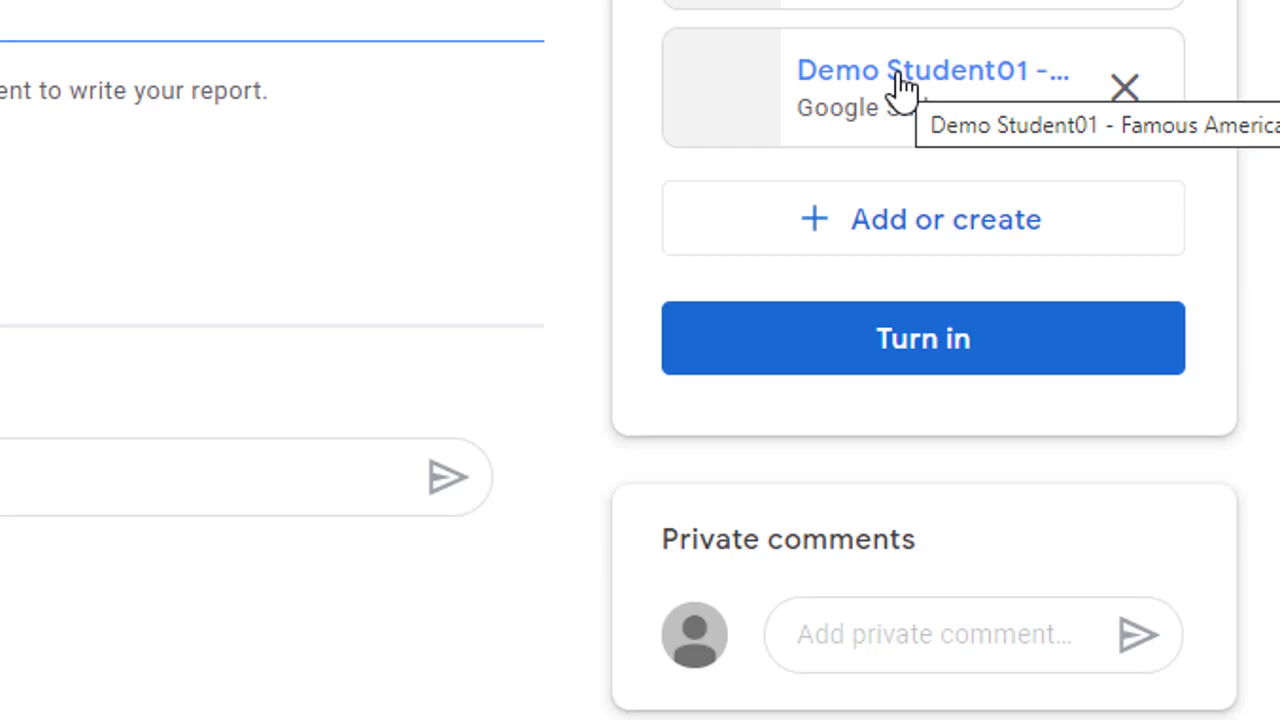 ent to write your report.
Demo Student01 -...
Google
Demo Student01 - Famous America
Add or create
Turn in
Private comments
Add private comment...